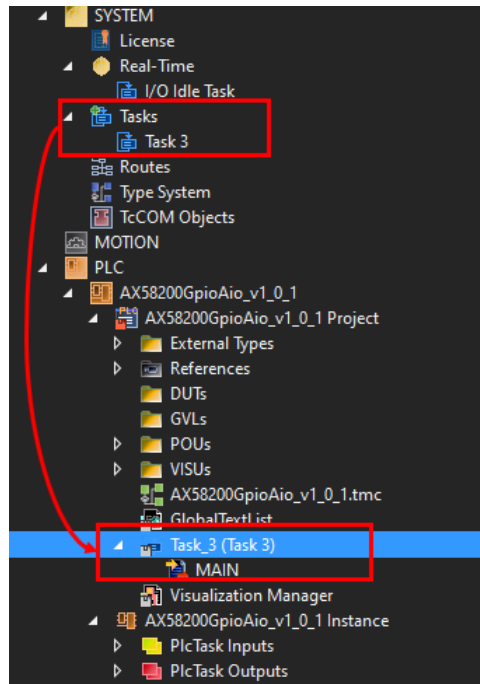 SYSTEM
License
Real-Time
I/O Idle Task
Tasks
Task 3
Routes
Type System
TcCOM Objects
MOTION
PLC
AX58200GpioAio_v1_0_1
AX58200GpioAio_v1_0_1 Project
External Types
References
DUTs
GVLs
POUs
VISUs
AX58200GpioAio_v1_0_1.tmc
GlobalTextList
Task_3 (Task 3)
MAIN
Visualization Manager
AX58200GpioAio_v1_0_1 Instance
PlcTask Inputs
PlcTask Outputs